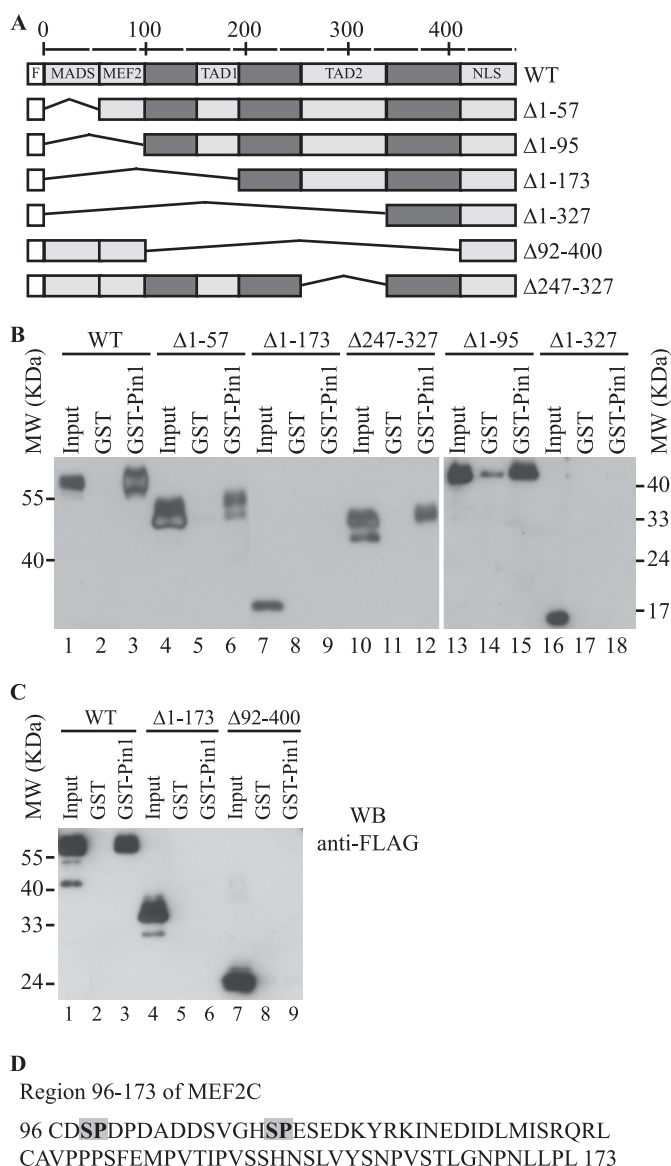 A
0 100 200 300 400
F MADS MEF2 TAD1 TAD2 NLS WT
Δ1-57
Δ1-95
Δ1-173
Δ1-327
Δ92-400
Δ247-327
B
WT Δ1-57 Δ1-173 Δ247-327 Δ1-95 Δ1-327
MW (KDa) Input GST GST-Pin1 Input GST GST-Pin1 Input GST GST-Pin1 Input GST GST-Pin1 Input GST GST-Pin1 Input GST GST-Pin1 MW (KDa)
55 40
33
40 24
17
1 2 3 4 5 6 7 8 9 10 11 12 13 14 15 16 17 18
C
WT Δ1-173 Δ92-400
MW (KDa) Input GST GST-Pin1 Input GST GST-Pin1 Input GST GST-Pin1
WB
anti-FLAG
55
40
33
24
1 2 3 4 5 6 7 8 9
D
Region 96-173 of MEF2C
96 CDSPDPDADDSVGHSPESEDKYRKINEDIDLMISRQRL
CAVPPPSFEMPVTIPVSSHNSLVYSNPVSTLGNPNLLPL 173